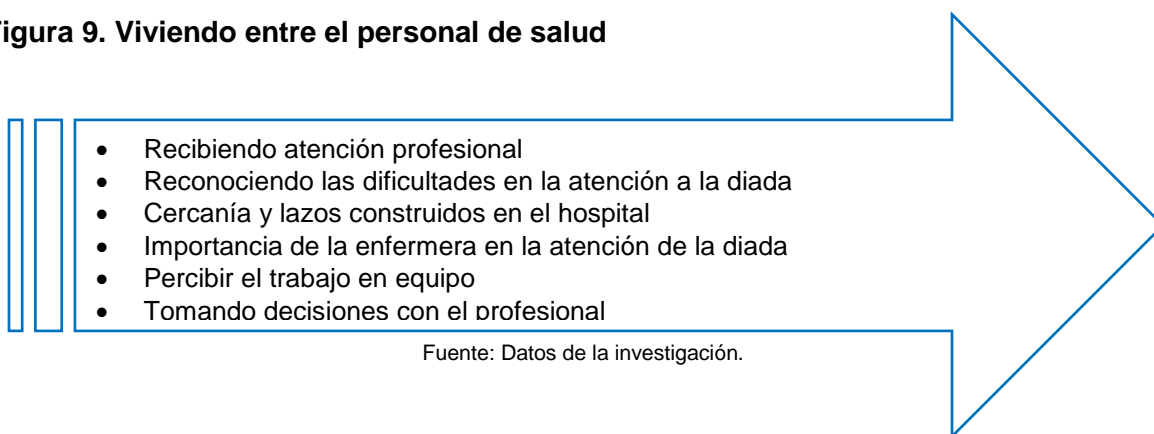 Figura 9. Viviendo entre el personal de salud
• Recibiendo atención profesional
• Reconociendo las dificultades en la atención a la diada
• Cercanía y lazos construidos en el hospital
• Importancia de la enfermera en la atención de la diada
• Percibir el trabajo en equipo
• Tomando decisiones con el profesional
Fuente: Datos de la investigación.